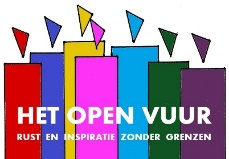 HET OPEN VUUR
RUST EN INSPIRATIE ZONDER GRENZEN